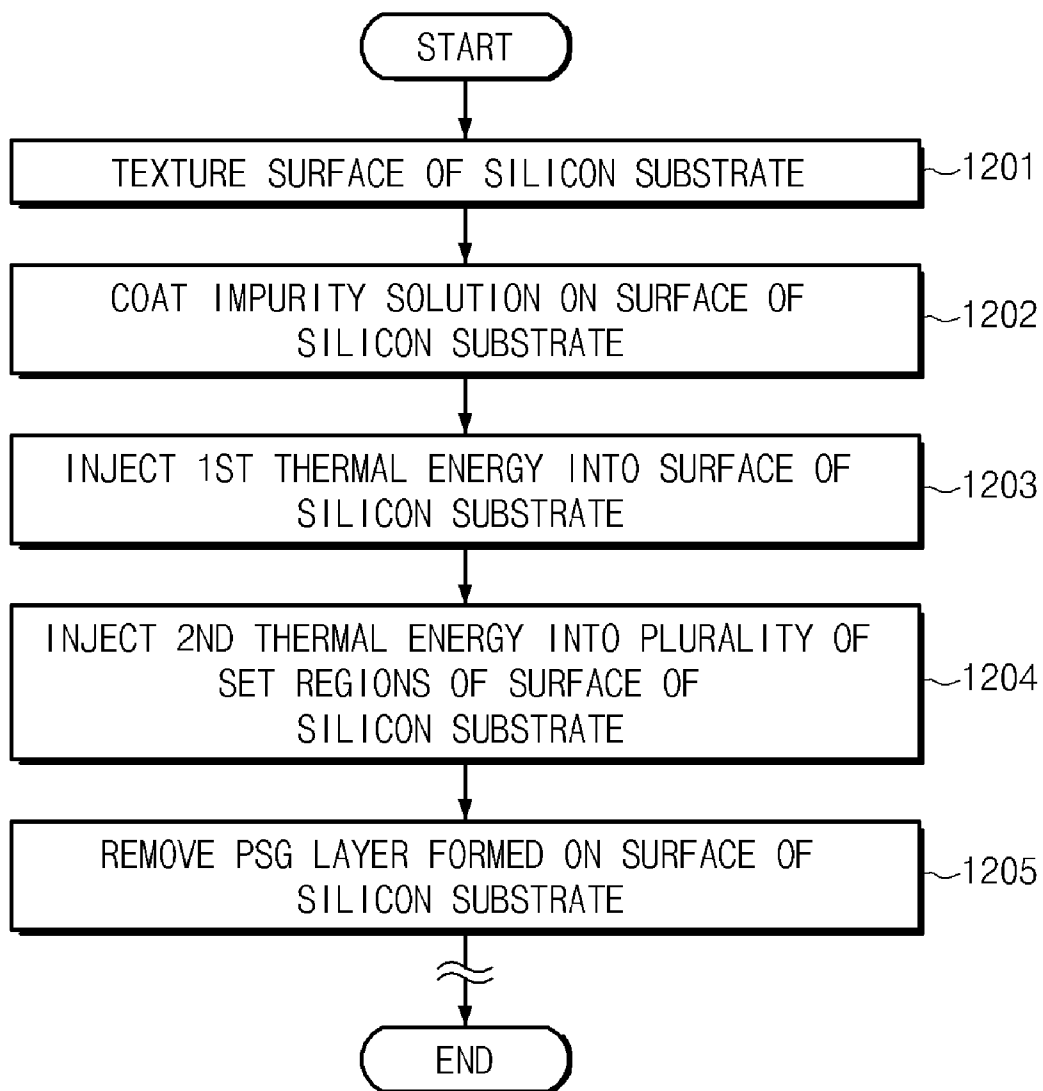 START
TEXTURE SURFACE OF SILICON SUBSTRATE
1201
COAT IMPURITY SOLUTION ON SURFACE OF
SILICON SUBSTRATE
1202
INJECT 1ST THERMAL ENERGY INTO SURFACE OF
SILICON SUBSTRATE
1203
INJECT 2ND THERMAL ENERGY INTO PLURALITY OF
SET REGIONS OF SURFACE OF
SILICON SUBSTRATE
1204
REMOVE PSG LAYER FORMED ON SURFACE OF
SILICON SUBSTRATE
1205
END